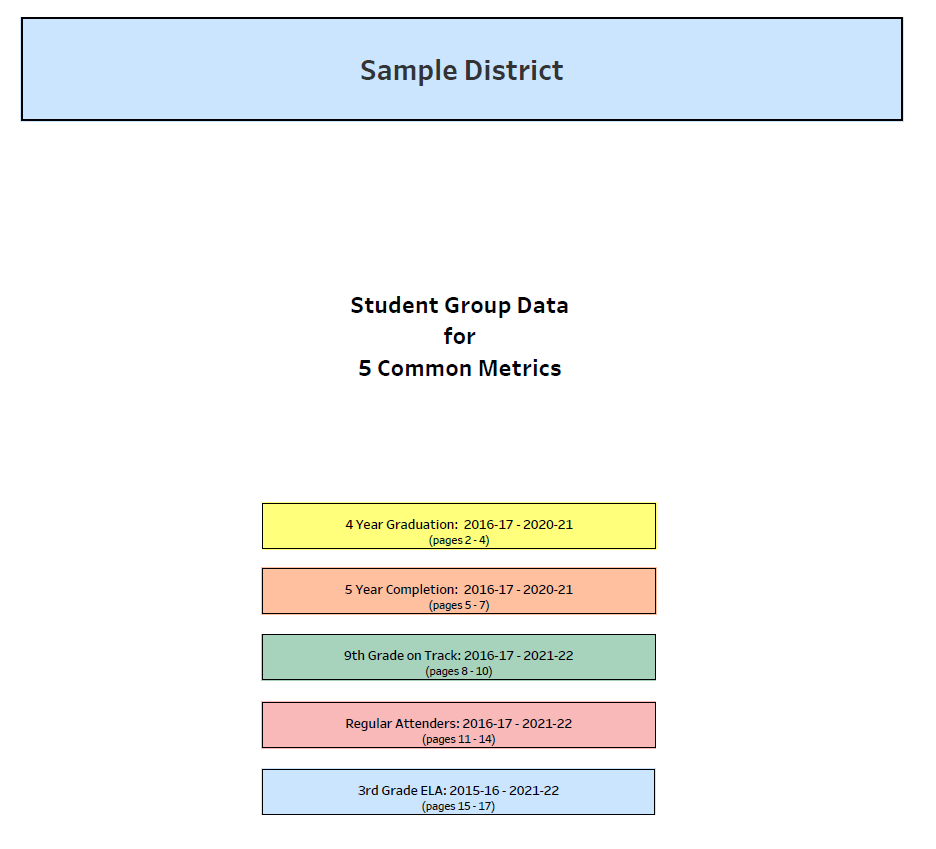 Sample District
Student Group Data
for
5 Common Metrics
4 Year Graduation:  2016-17 - 2020-21
(pages 2 - 4)
5 Year Completion:  2016-17 - 2020-21
(pages 5 - 7)
9th Grade on Track: 2016-17 - 2021-22
(pages 8 - 10)
Regular Attenders: 2016-17 - 2021-22
(pages 11 - 14)
3rd Grade ELA: 2015-16 - 2021-22
(pages 15 - 17)